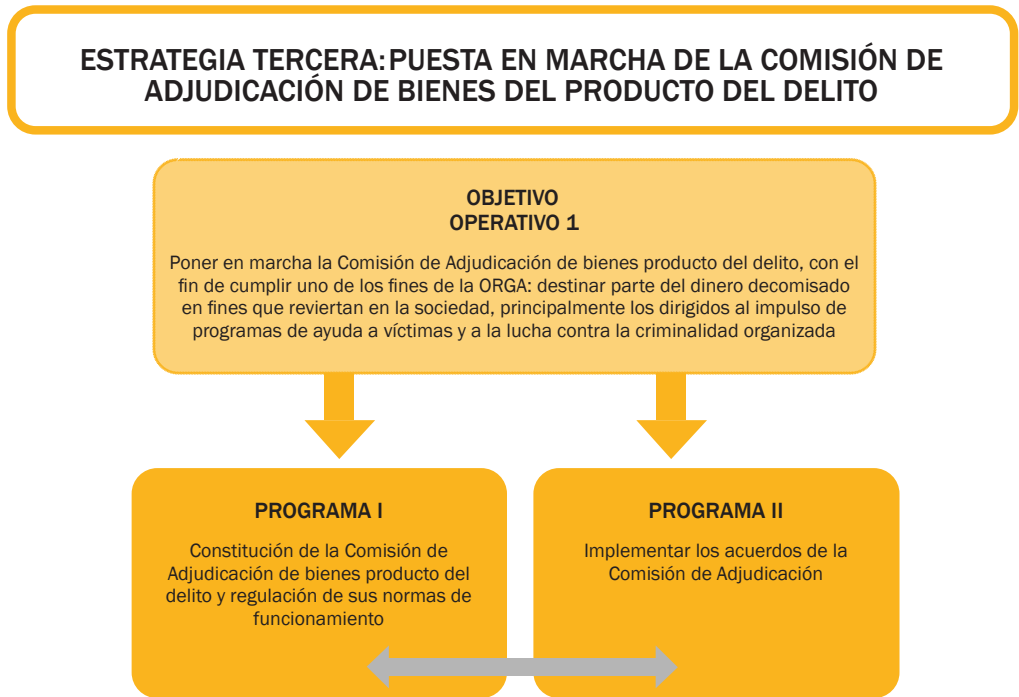 ESTRATEGIA TERCERA: PUESTA EN MARCHA DE LA COMISIÓN DE
ADJUDICACIÓN DE BIENES DEL PRODUCTO DEL DELITO
OBJETIVO
OPERATIVO 1
Poner en marcha la Comisión de Adjudicación de bienes producto del delito, con el
fin de cumplir uno de los fines de la ORGA: destinar parte del dinero decomisado
en fines que reviertan en la sociedad, principalmente los dirigidos al impulso de
programas de ayuda a víctimas y a la lucha contra la criminalidad organizada
PROGRAMA I
Constitución de la Comisión de
Adjudicación de bienes producto del
delito y regulación de sus normas de
funcionamiento
PROGRAMA II
Implementar los acuerdos de la
Comisión de Adjudicación